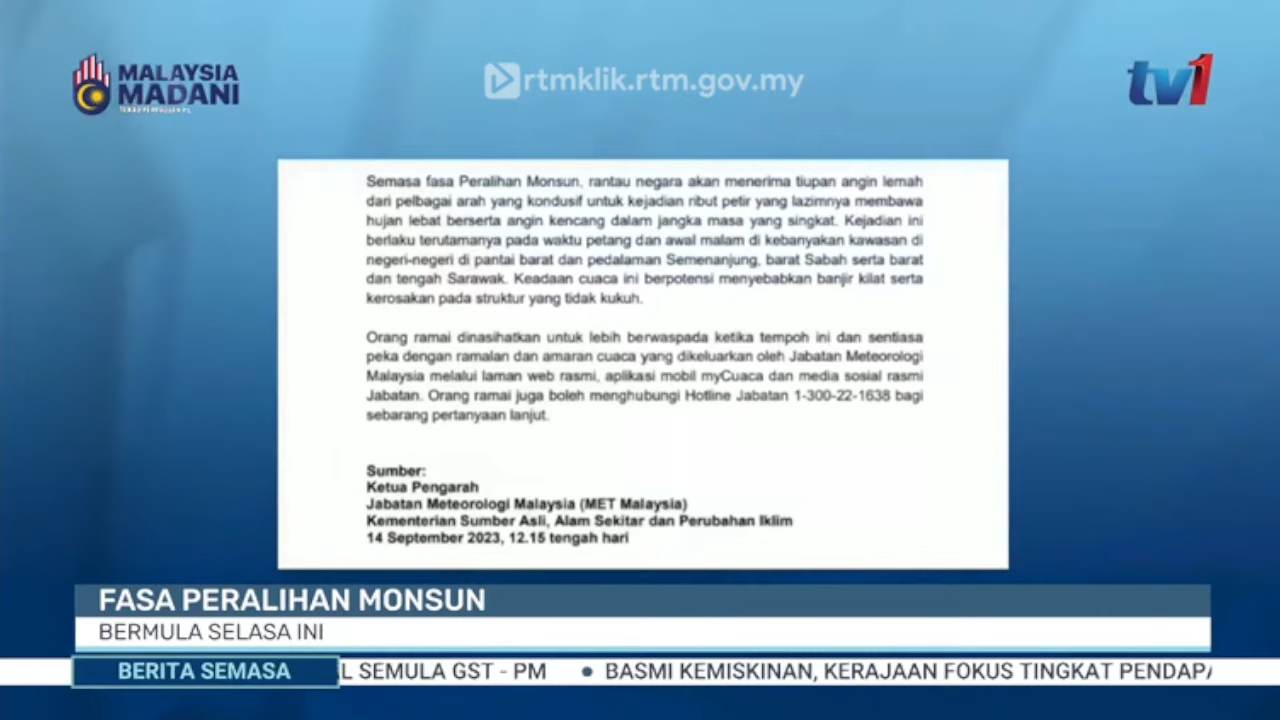 MALAYSIA
MADANI
rtmklik.rtm.gov.my
tv1
Semasa fasa Peralihan Monsun, rantau negara akan menerima tiupan angin lemah
dari pelbagai arah yang kondusif untuk kejadian ribut petir yang lazimnya membawa
hujan lebat berserta angin kencang dalam jangka masa yang singkat. Kejadian ini
berlaku terutamanya pada waktu petang dan awal malam di kebanyakan kawasan di
negeri-negeri di pantai barat dan pedalaman Semenanjung, barat Sabah serta barat
dan tengah Sarawak. Keadaan cuaca ini berpotensi menyebabkan banjir kilat serta
kerosakan pada struktur yang tidak kukuh.
Orang ramai dinasihatkan untuk lebih berwaspada ketika tempoh ini dan sentiasa
peka dengan ramalan dan amaran cuaca yang dikeluarkan oleh Jabatan Meteorologi
Malaysia melalui laman web rasmi, aplikasi mobil myCuaca dan media sosial rasmi
Jabatan. Orang ramai juga boleh menghubungi Hotline Jabatan 1-300-22-1638 bagi
sebarang pertanyaan lanjut.
Sumber:
Ketua Pengarah
Jabatan Meteorologi Malaysia (MET Malaysia)
Kementerian Sumber Asli, Alam Sekitar dan Perubahan Iklim
14 September 2023, 12.15 tengah hari
FASA PERALIHAN MONSUN
BERMULA SELASA INI
BERITA SEMASA L SEMULA GST - PM • BASMI KEMISKINAN, KERAJAAN FOKUS TINGKAT PENDAPA